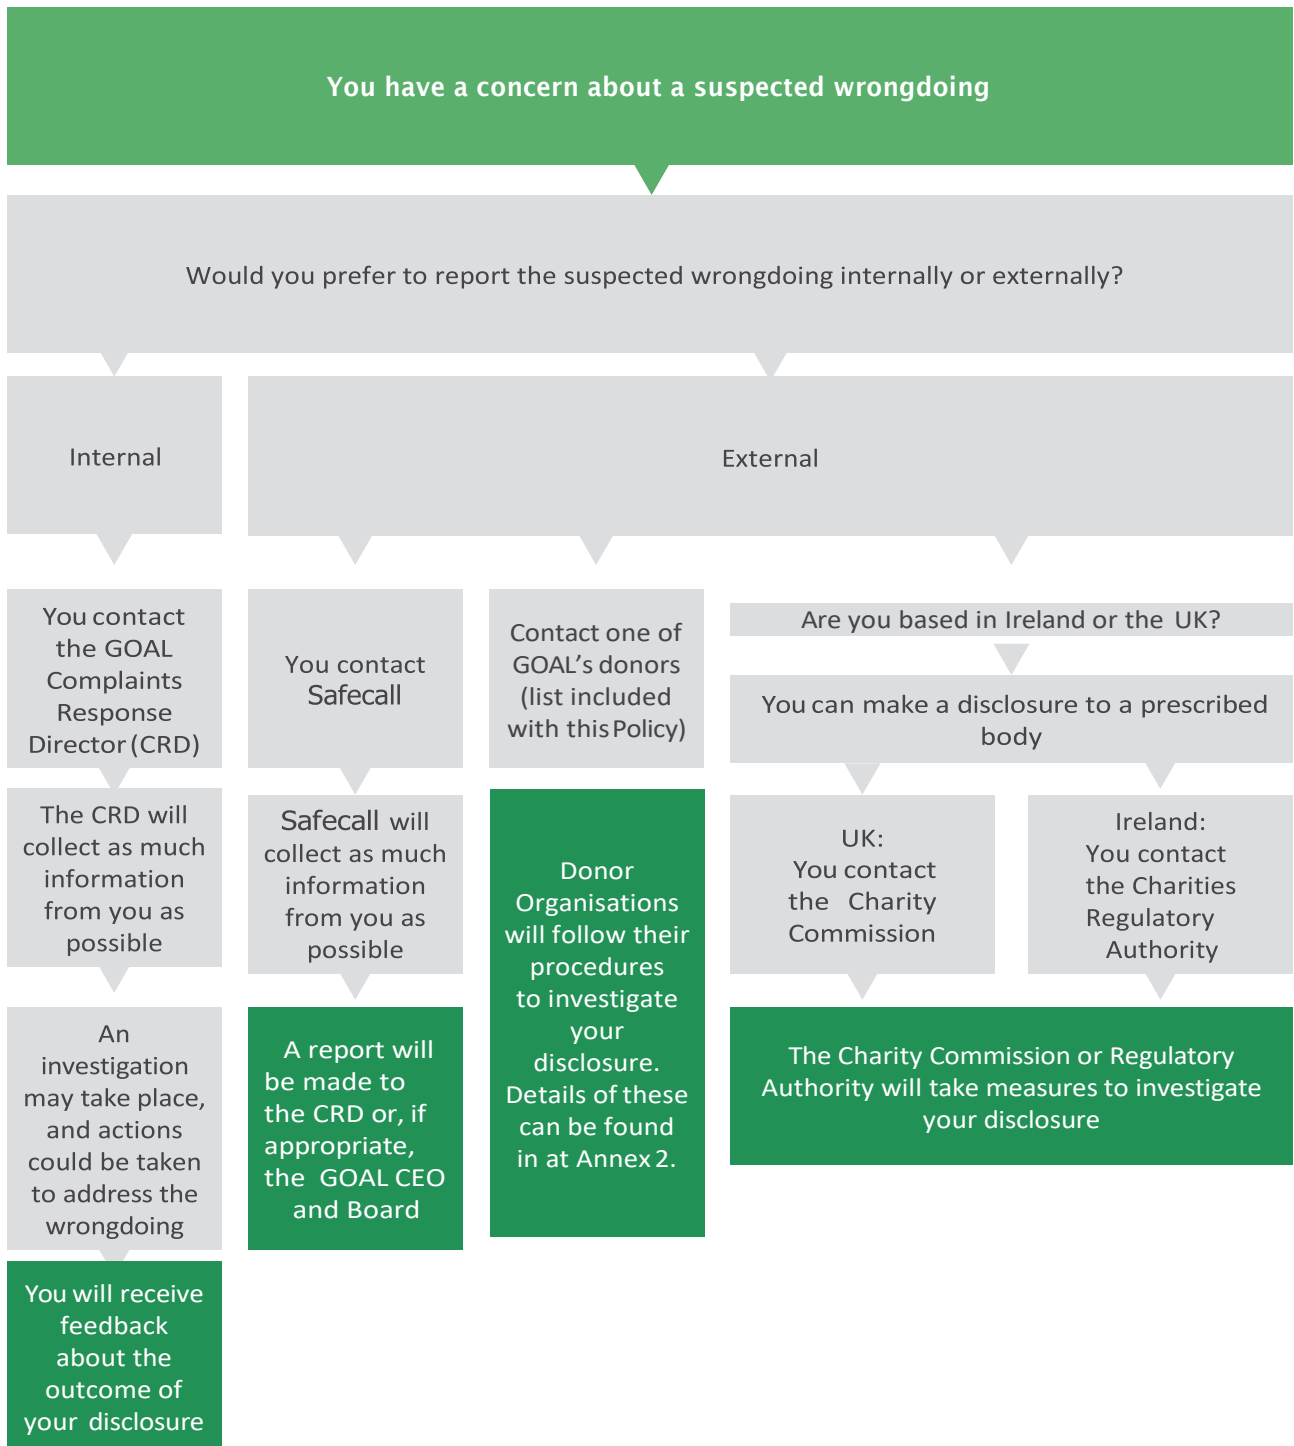 You have a concern about a suspected wrongdoing
Would you prefer to report the suspected wrongdoing internally or externally?
Internal
External
You contact
the GOAL
Complaints
Response
Director (CRD)
The CRD will
collect as much
information
from you as
possible
An
investigation
may take place,
and actions
could be taken
to address the
wrongdoing
You will receive
feedback
about the
outcome of
your disclosure
You contact
Safecall
Safecall will
collect as much
information
from you as
possible
A report will
be made to
the CRD or, if
appropriate,
the GOAL CEO
and Board
Contact one of
GOAL’s donors
(list included
with this Policy)
Donor
Organisations
will follow their
procedures
to investigate
your
disclosure.
Details of these
can be found
in at Annex 2.
Are you based in Ireland or the UK?
You can make a disclosure to a prescribed
body
UK:
You contact
the Charity
Commission
Ireland:
You contact
the Charities
Regulatory
Authority
The Charity Commission or Regulatory
Authority will take measures to investigate
your disclosure